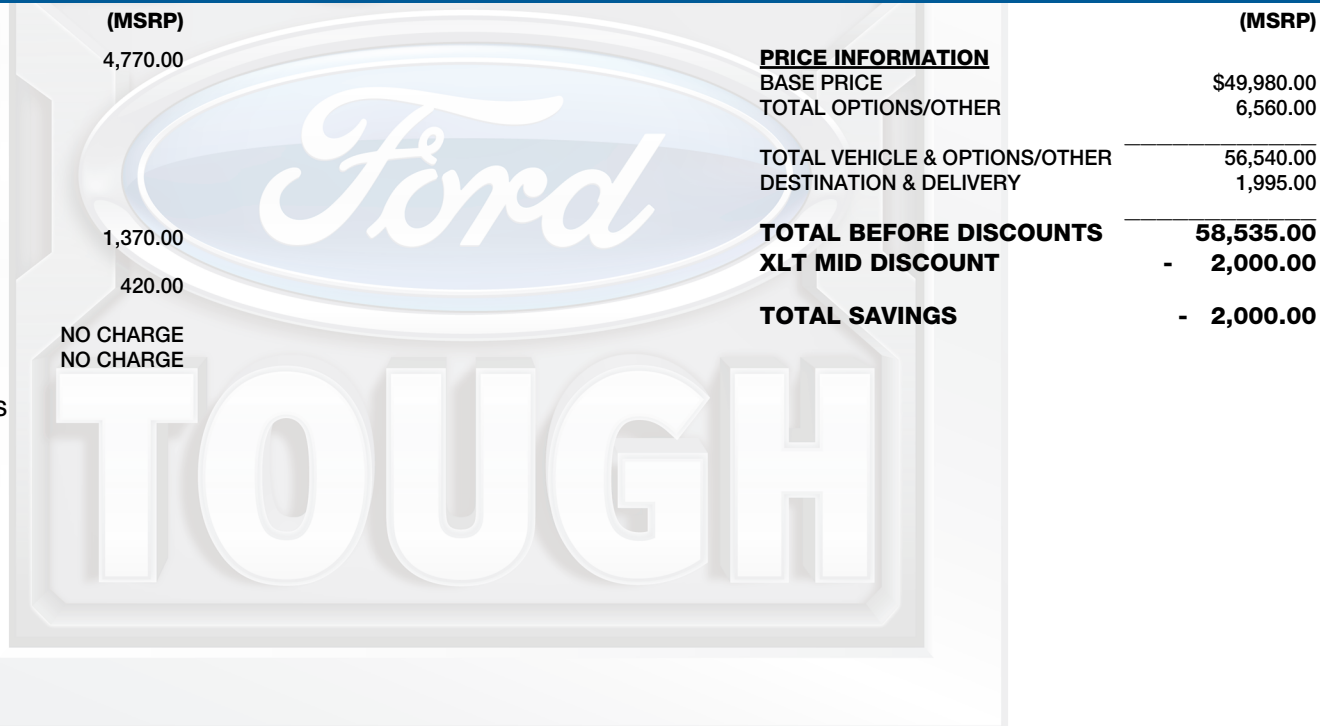 (MSRP)
4,770.00
1,370.00
420.00
NO CHARGE
NO CHARGE
S
Ford
TOUGH
(MSRP)
PRICE INFORMATION
BASE PRICE $49,980.00
TOTAL OPTIONS/OTHER 6,560.00
TOTAL VEHICLE & OPTIONS/OTHER 56,540.00
DESTINATION & DELIVERY 1,995.00
TOTAL BEFORE DISCOUNTS 58,535.00
XLT MID DISCOUNT - 2,000.00
TOTAL SAVINGS - 2,000.00